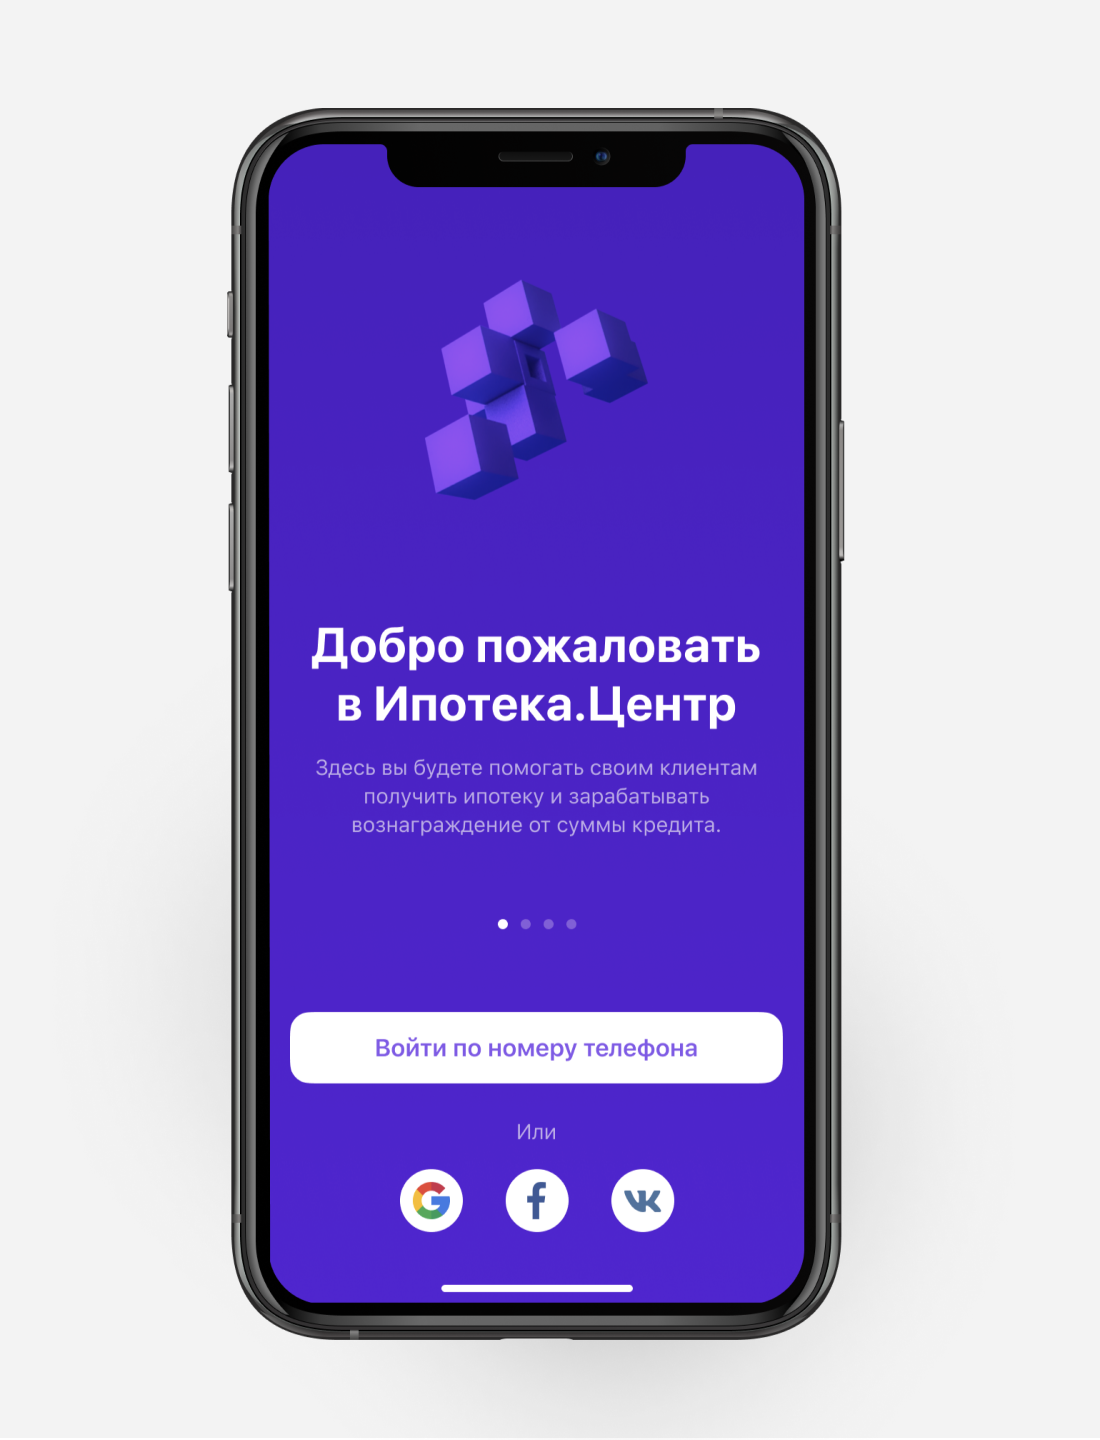 Добро пожаловать
в Ипотека.Центр
Здесь вы будете помогать своим клиентам
получить ипотеку и зарабатывать
вознаграждение от суммы кредита.
Войти по номеру телефона
Или
G f VK